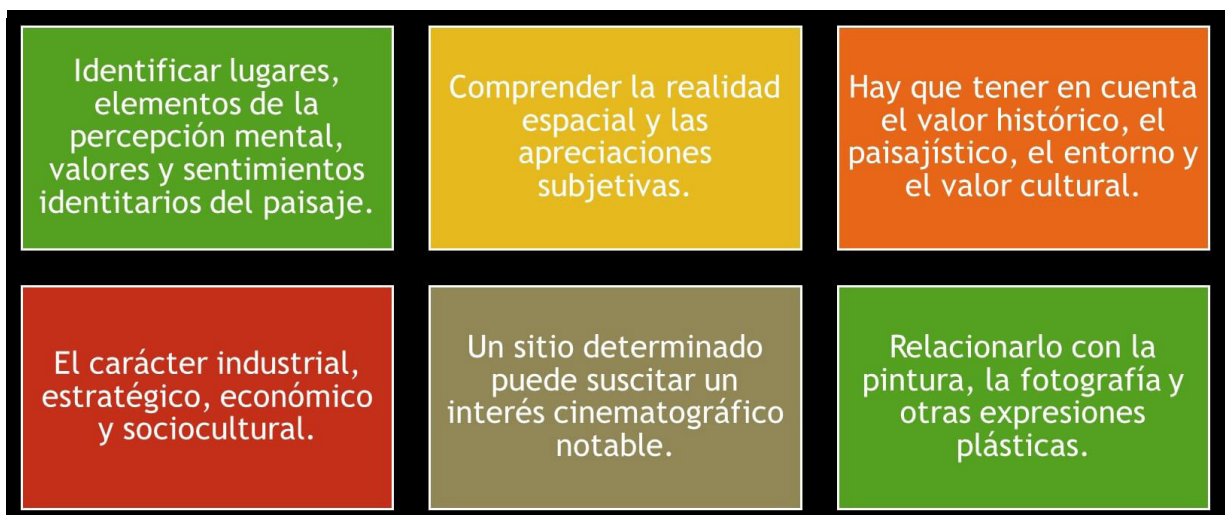 Identificar lugares,
elementos de la
percepción mental,
valores y sentimientos
identitarios del paisaje.
Comprender la realidad
espacial y las
apreciaciones
subjetivas.
Hay que tener en cuenta
el valor histórico, el
paisajístico, el entorno y
el valor cultural.
El carácter industrial,
estratégico, económico
y sociocultural.
Un sitio determinado
puede suscitar un
interés cinematográfico
notable.
Relacionarlo con la
pintura, la fotografía y
otras expresiones
plásticas.